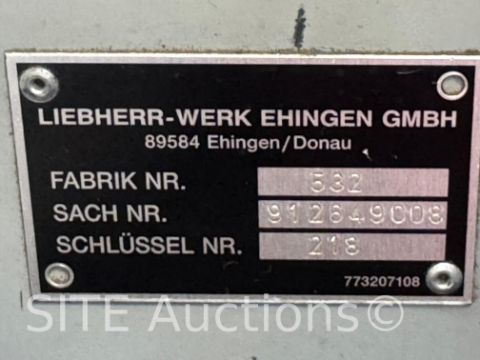 LIEBHERR-WERK EHINGEN GMBH
89584 Ehingen/Donau
FABRIK NR. 532
SACH NR. 912649008
SCHLÜSSEL NR. 218
773207108
SITE Auctions.com©